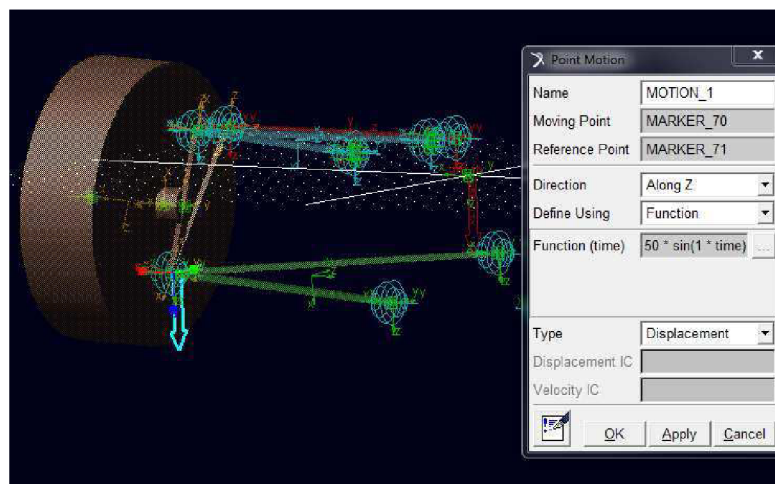 Point Motion
Name MOTION_1
Moving Point MARKER_70
Reference Point MARKER_71
Direction Along Z
Define Using Function
Function (time) 50 * sin(1 * time) ...
Type Displacement
Displacement IC
Velocity IC
OK Apply Cancel